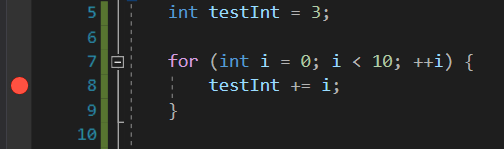 5 int testInt = 3;
6
7 for (int i = 0; i < 10; ++i) {
8 testInt += i;
9 }
10